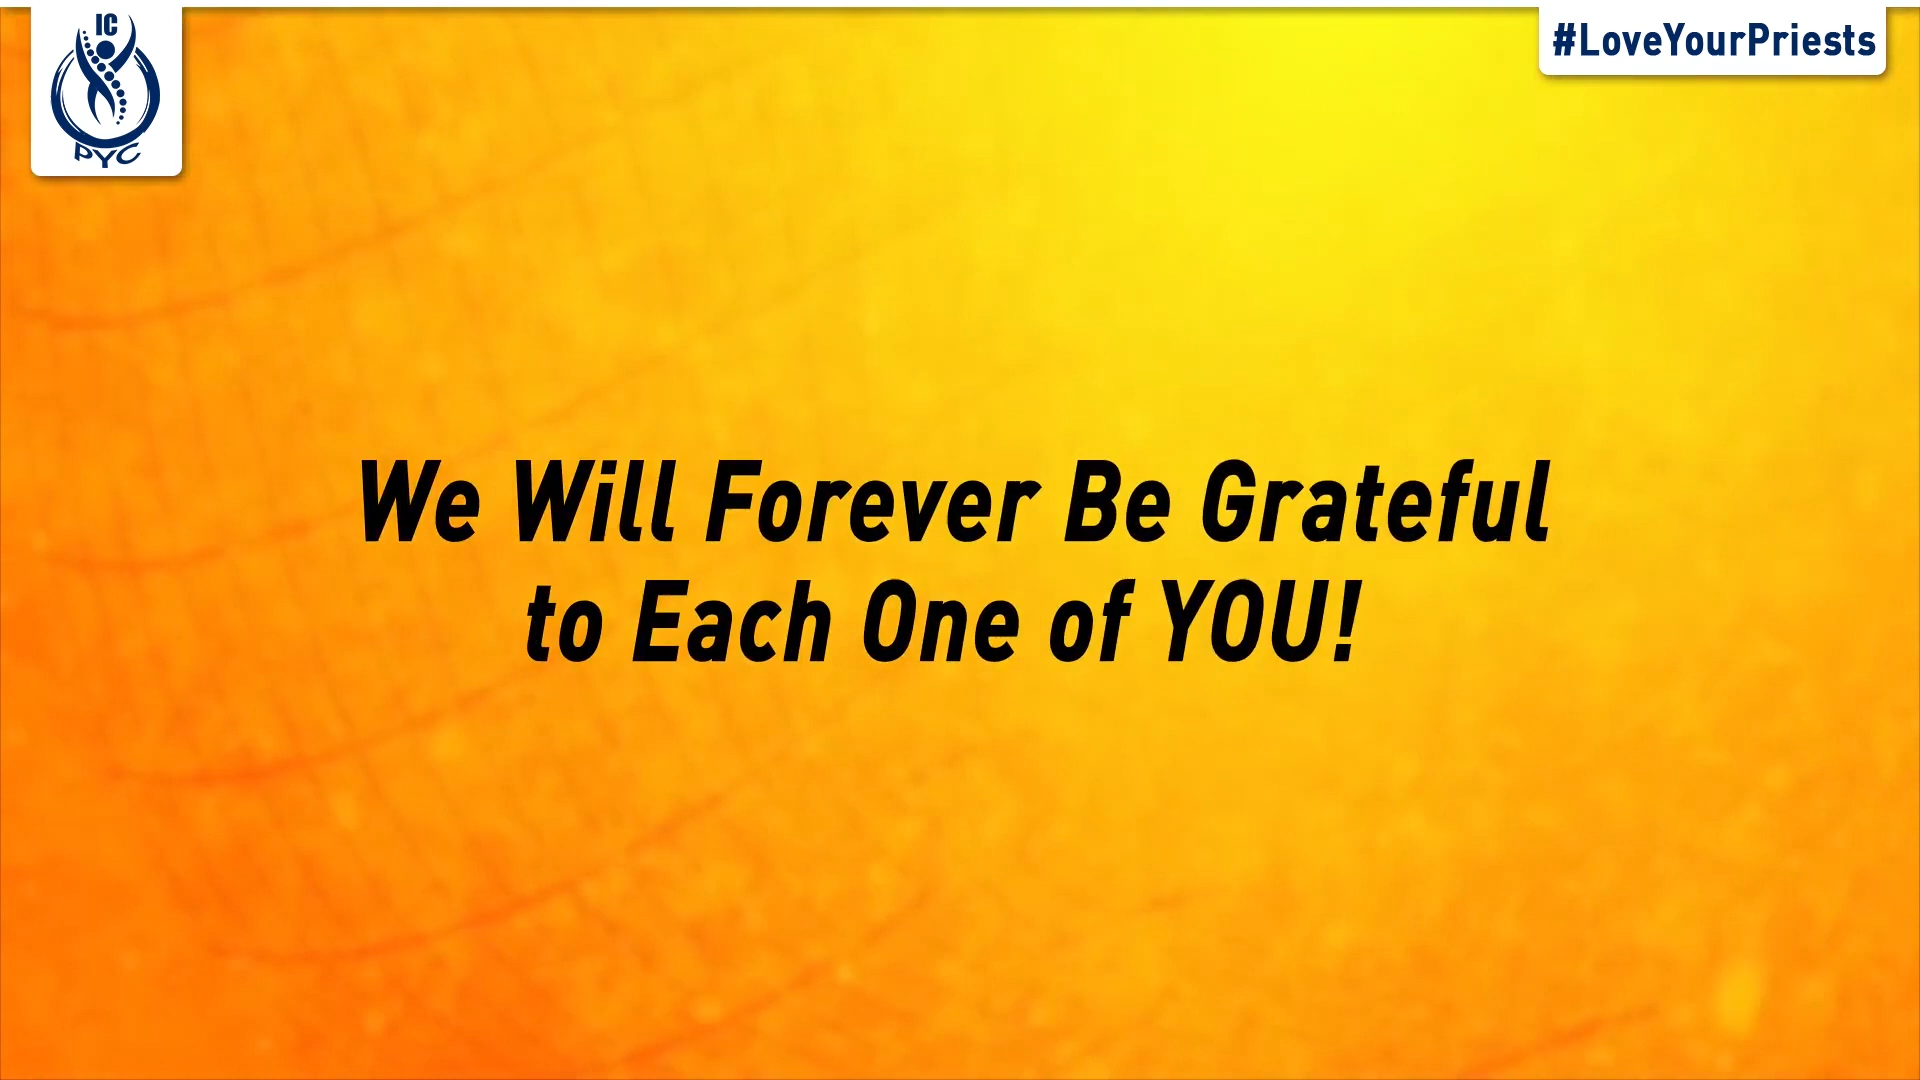 IC
PYC
#LoveYourPriests
We Will Forever Be Grateful
to Each One of YOU!